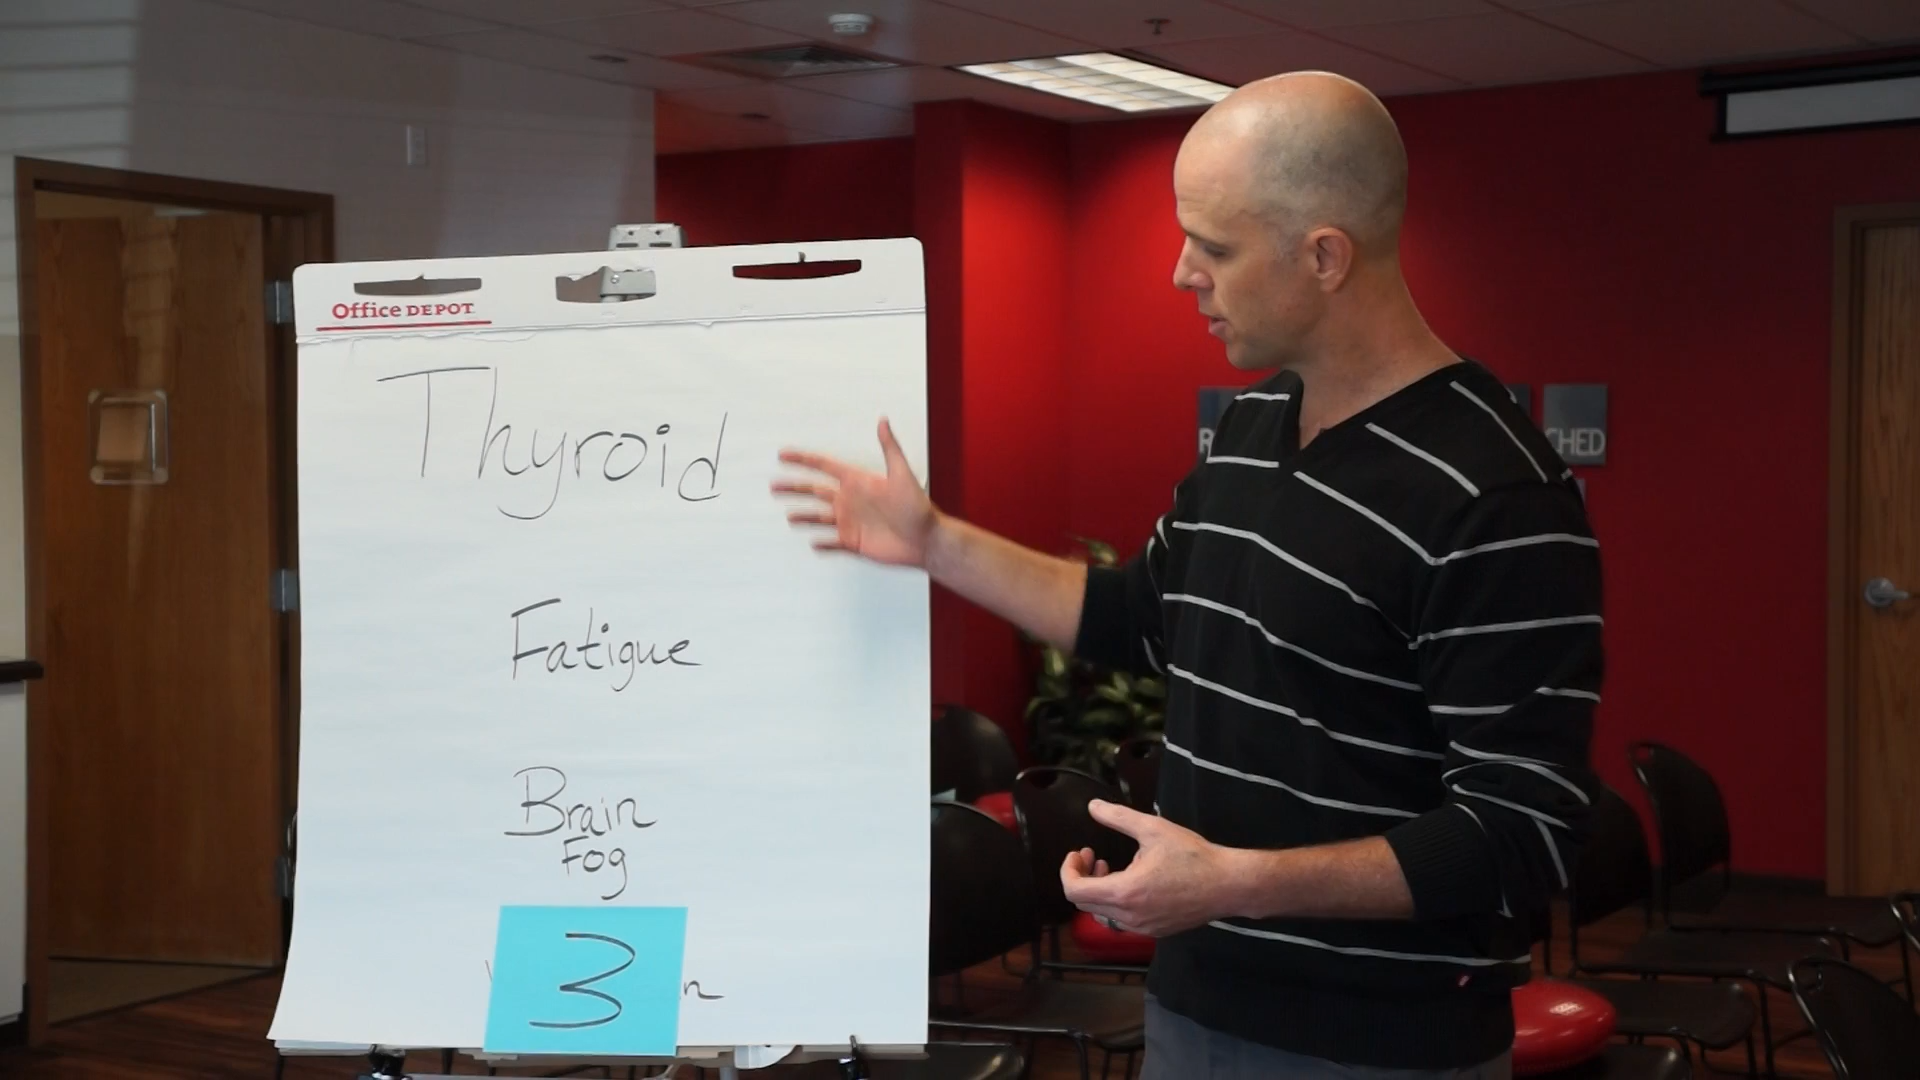 Office DEPOT
Thyroid
Fatigue
Brain
Fog
3